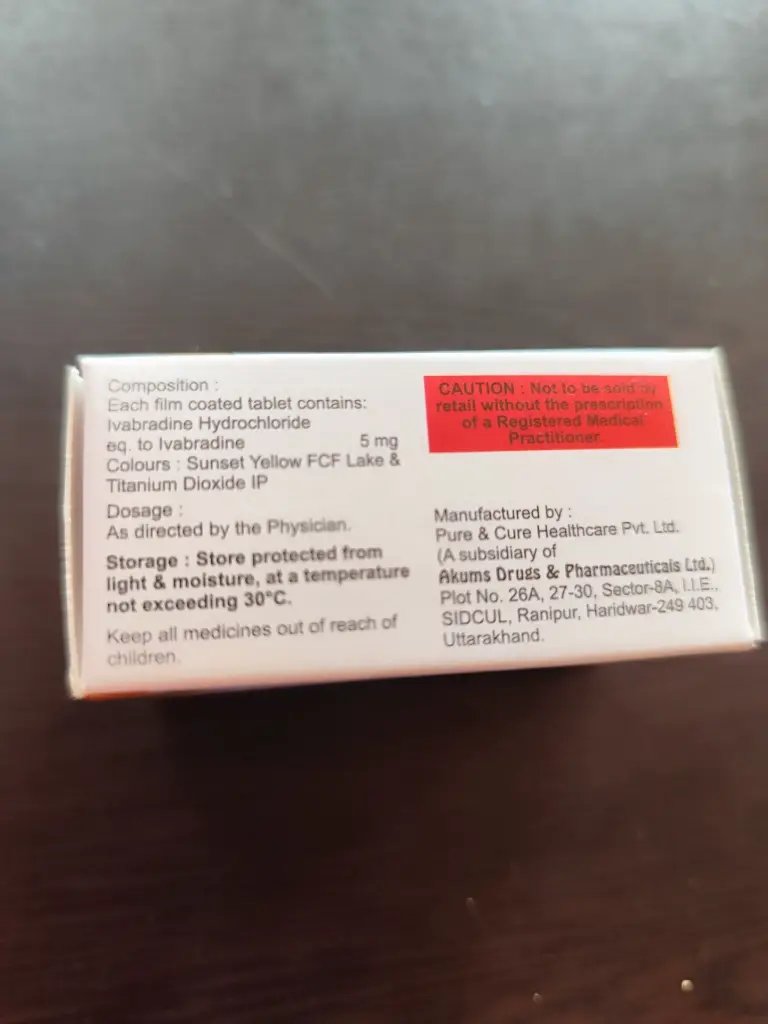 Composition :
Each film coated tablet contains:
Ivabradine Hydrochloride
eq. to Ivabradine 5 mg
Colours : Sunset Yellow FCF Lake &
Titanium Dioxide IP
Dosage :
As directed by the Physician.
Storage : Store protected from
light & moisture, at a temperature
not exceeding 30°C.
Keep all medicines out of reach of
children.
CAUTION : Not to be sold by
retail without the prescription
of a Registered Medical
Practitioner.
Manufactured by :
Pure & Cure Healthcare Pvt. Ltd.
(A subsidiary of
Akums Drugs & Pharmaceuticals Ltd.)
Plot No. 26A, 27-30, Sector-8A, I.I.E.,
SIDCUL, Ranipur, Haridwar-249 403,
Uttarakhand.